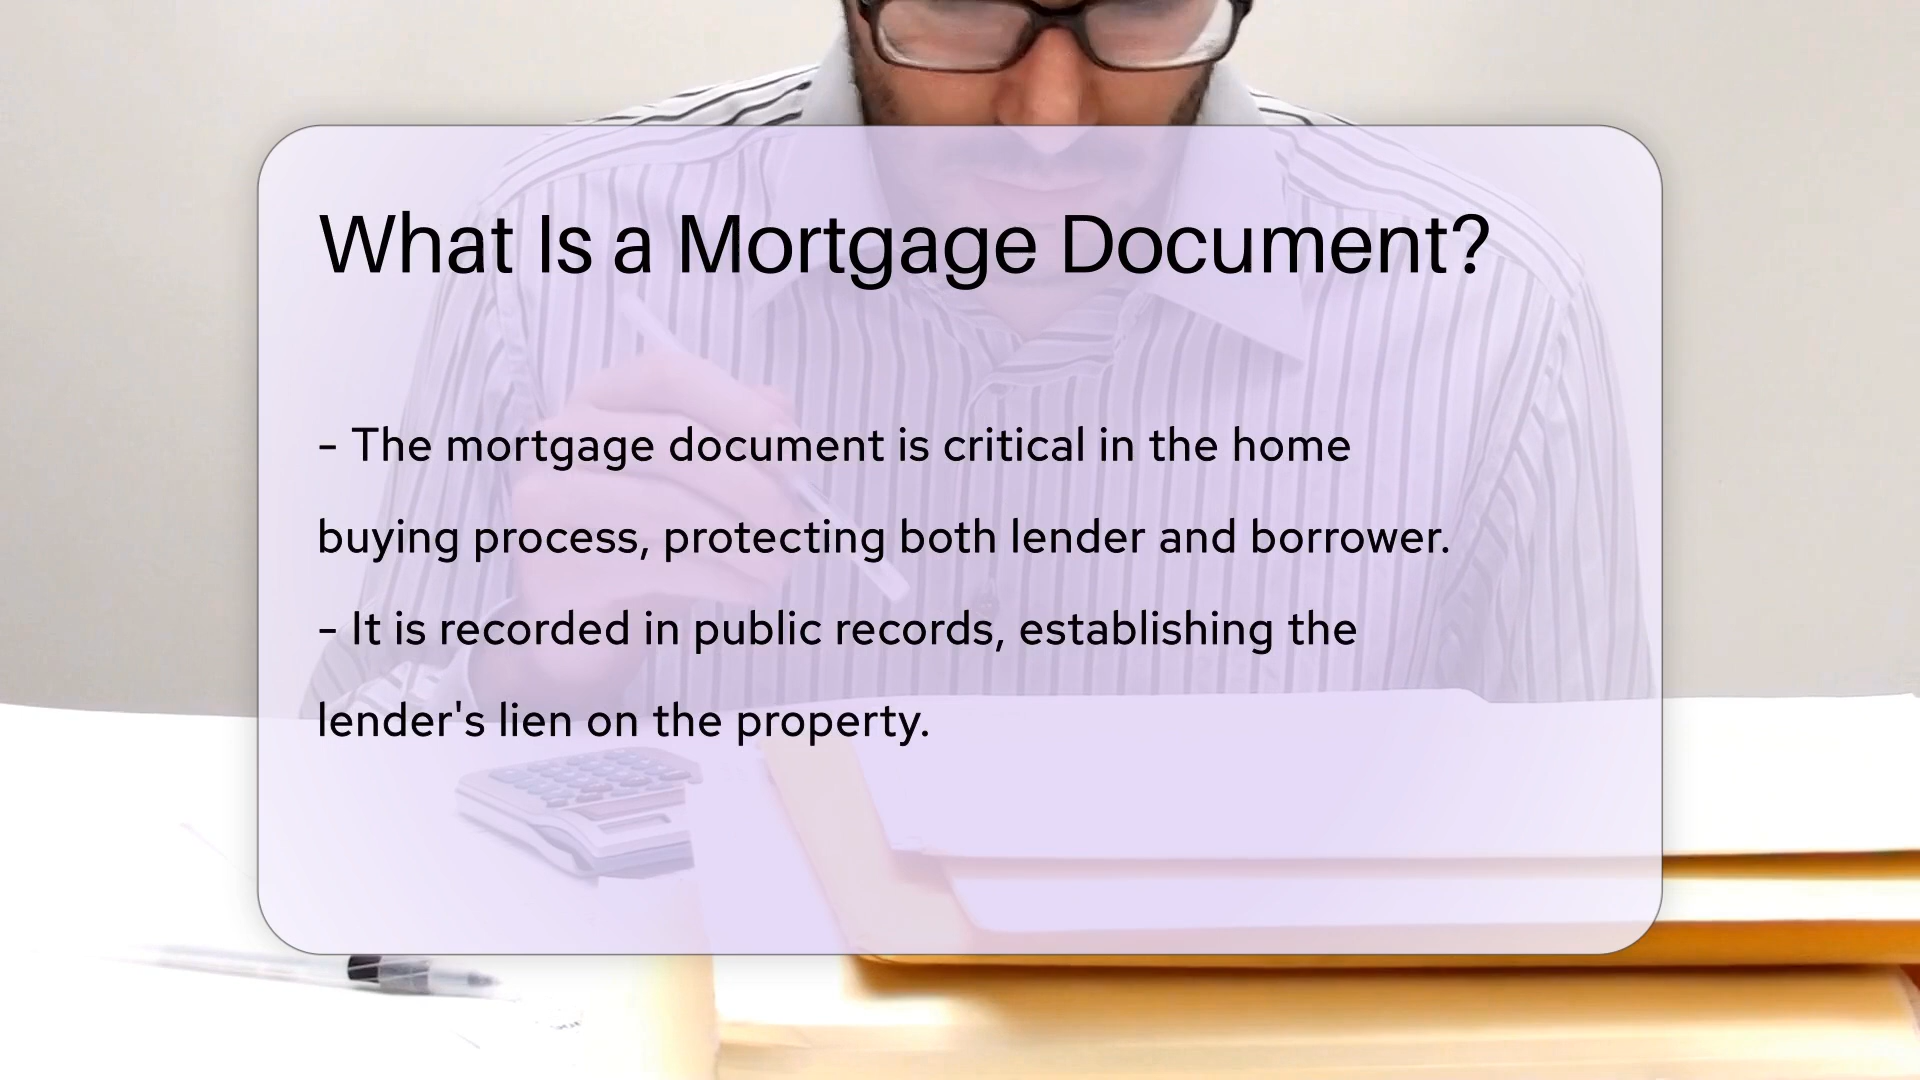 What Is a Mortgage Document?
- The mortgage document is critical in the home
buying process, protecting both lender and borrower.
- It is recorded in public records, establishing the
lender's lien on the property.